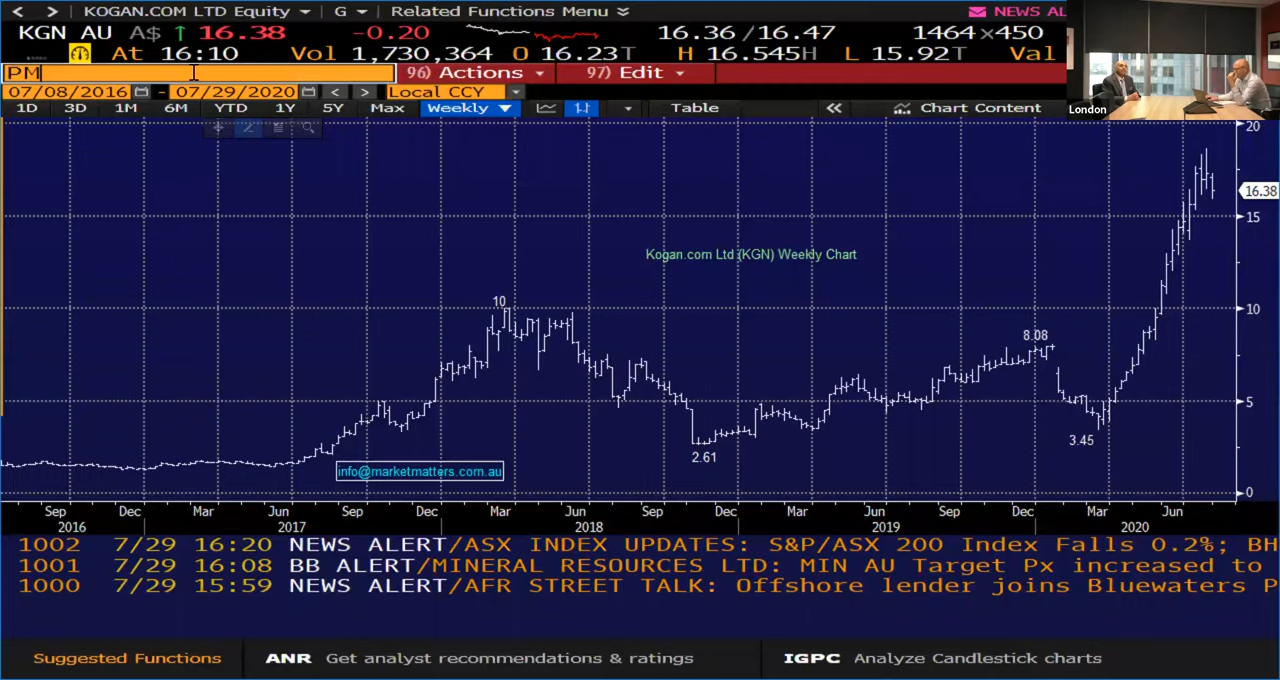 < > KOGAN.COM LTD Equity G Related Functions Menu NEWS AL
KGN AU A$ ↑ 16.38 -0.20 16.36 /16.47 1464×450
At 16:10 Vol 1,730,364 O 16.23T H 16.545H L 15.92T Val
PM 96) Actions 97) Edit
07/08/2016 - 07/29/2020 < > Local CCY
1D 3D 1M 6M YTD 1Y 5Y Max Weekly Table « Chart Content
London
20
16.38
15
Kogan.com Ltd (KGN) Weekly Chart
10
10
8.08
5
3.45
2.61
info@marketmatters.com.au
0
Sep Dec Mar Jun Sep Dec Mar Jun Sep Dec Mar Jun Sep Dec Mar Jun
2016 2017 2018 2019 2020
1002 7/29 16:20 NEWS ALERT/ASX INDEX UPDATES: S&P/ASX 200 Index Falls 0.2%; BH
1001 7/29 16:08 BB ALERT/MINERAL RESOURCES LTD: MIN AU Target Px increased to
1000 7/29 15:59 NEWS ALERT/AFR STREET TALK: Offshore lender joins Bluewaters P
Suggested Functions ANR Get analyst recommendations & ratings IGPC Analyze Candlestick charts